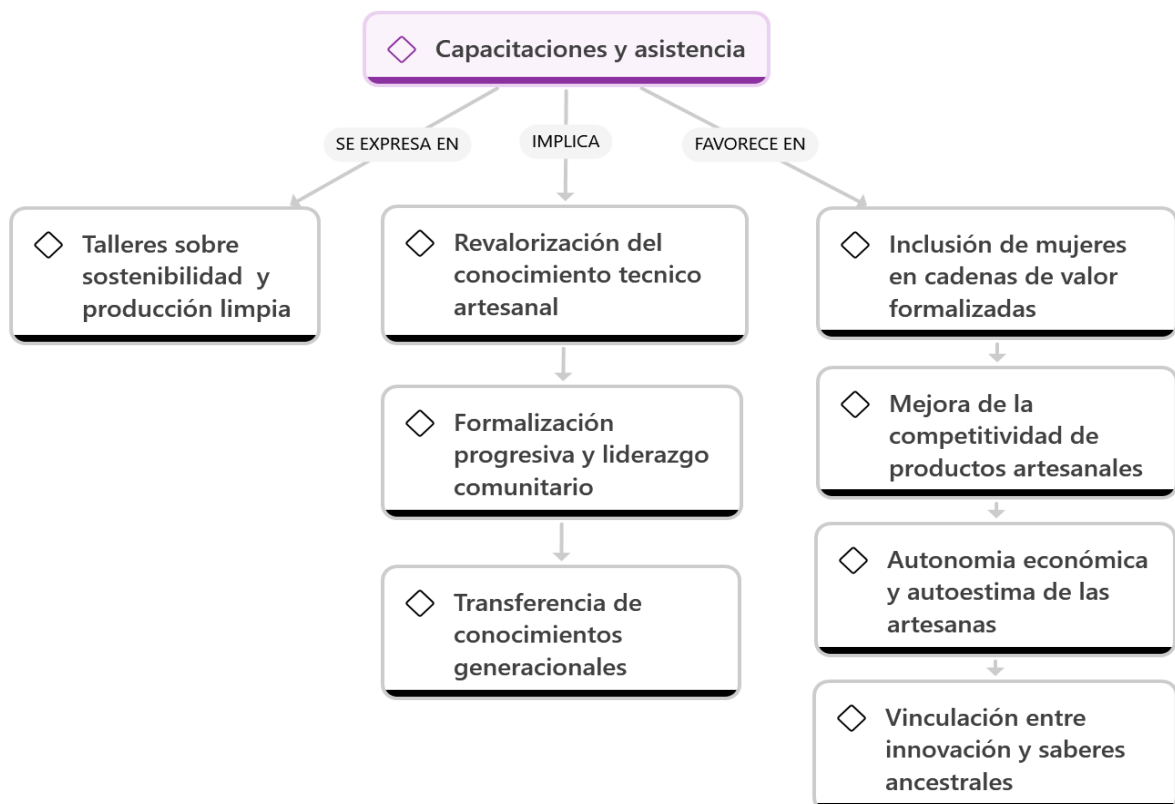 Capacitaciones y asistencia
SE EXPRESA EN
IMPLICA
FAVORECE EN
Talleres sobre
sostenibilidad y
producción limpia
Revalorización del
conocimiento tecnico
artesanal
Formalización
progresiva y liderazgo
comunitario
Transferencia de
conocimientos
generacionales
Inclusión de mujeres
en cadenas de valor
formalizadas
Mejora de la
competitividad de
productos artesanales
Autonomia económica
y autoestima de las
artesanas
Vinculación entre
innovación y saberes
ancestrales